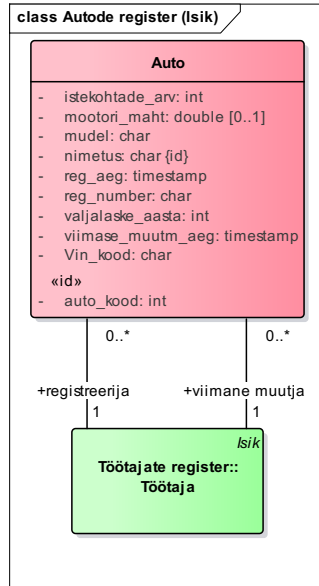 class Autode register (Isik)
Auto
- istekohtade_arv: int
- mootori_maht: double [0..1]
- mudel: char
- nimetus: char {id}
- reg_aeg: timestamp
- reg_number: char
- valjalaske_aasta: int
- viimase_muutm_aeg: timestamp
- Vin_kood: char
«id»
- auto_kood: int
0..* 0..*
+registreerija +viimane muutja
1 1
Isik
Töötajate register::
Töötaja